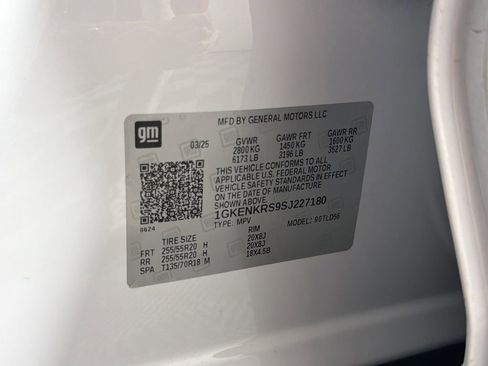 gm
MFD BY GENERAL MOTORS LLC
03/25 GVWR GAWR FRT GAWR RR
2800 KG 1450 KG 1600 KG
6173 LB 3196 LB 3527 LB
THIS VEHICLE CONFORMS TO ALL APPLICABLE
U.S. FEDERAL MOTOR
VEHICLE SAFETY STANDARDS IN EFFECT
ON THE DATE OF MANUFACTURE
SHOWN ABOVE.
1GKENKRS9SJ227180
0624 TYPE: MPV MODEL:
TIRE SIZE RIM
FRT 255/55R20 H 20X8J
RR 255/55R20 H 20X8J
SPA T135/70R18 M 18X4.5B